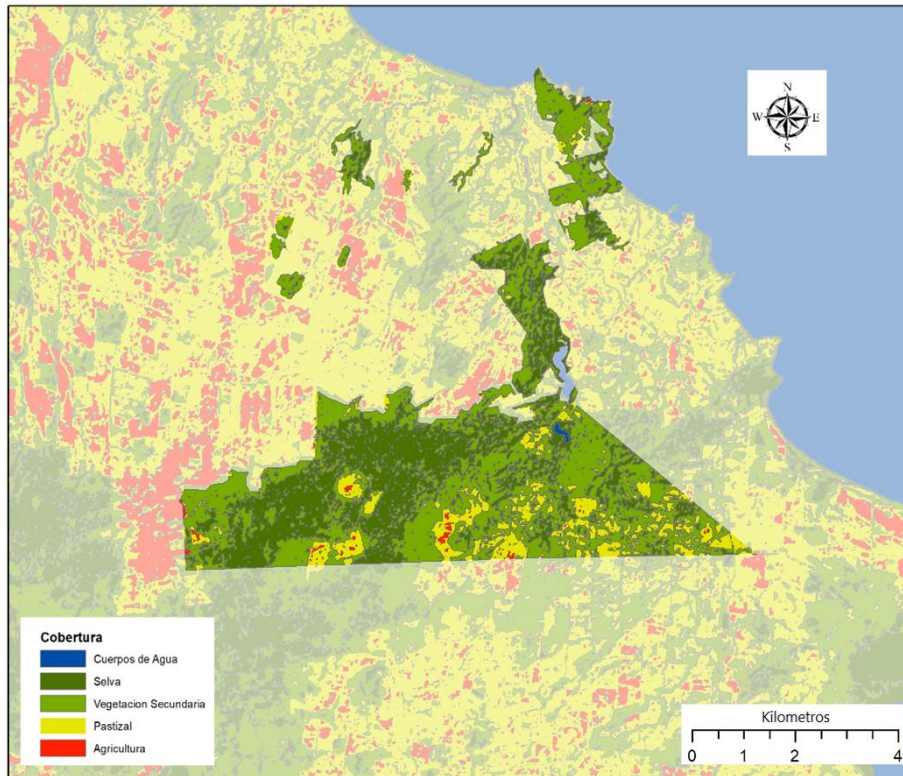 N
W E
S
Cobertura
Cuerpos de Agua
Selva
Vegetacion Secundaria
Pastizal
Agricultura
Kilometros
0 1 2 4